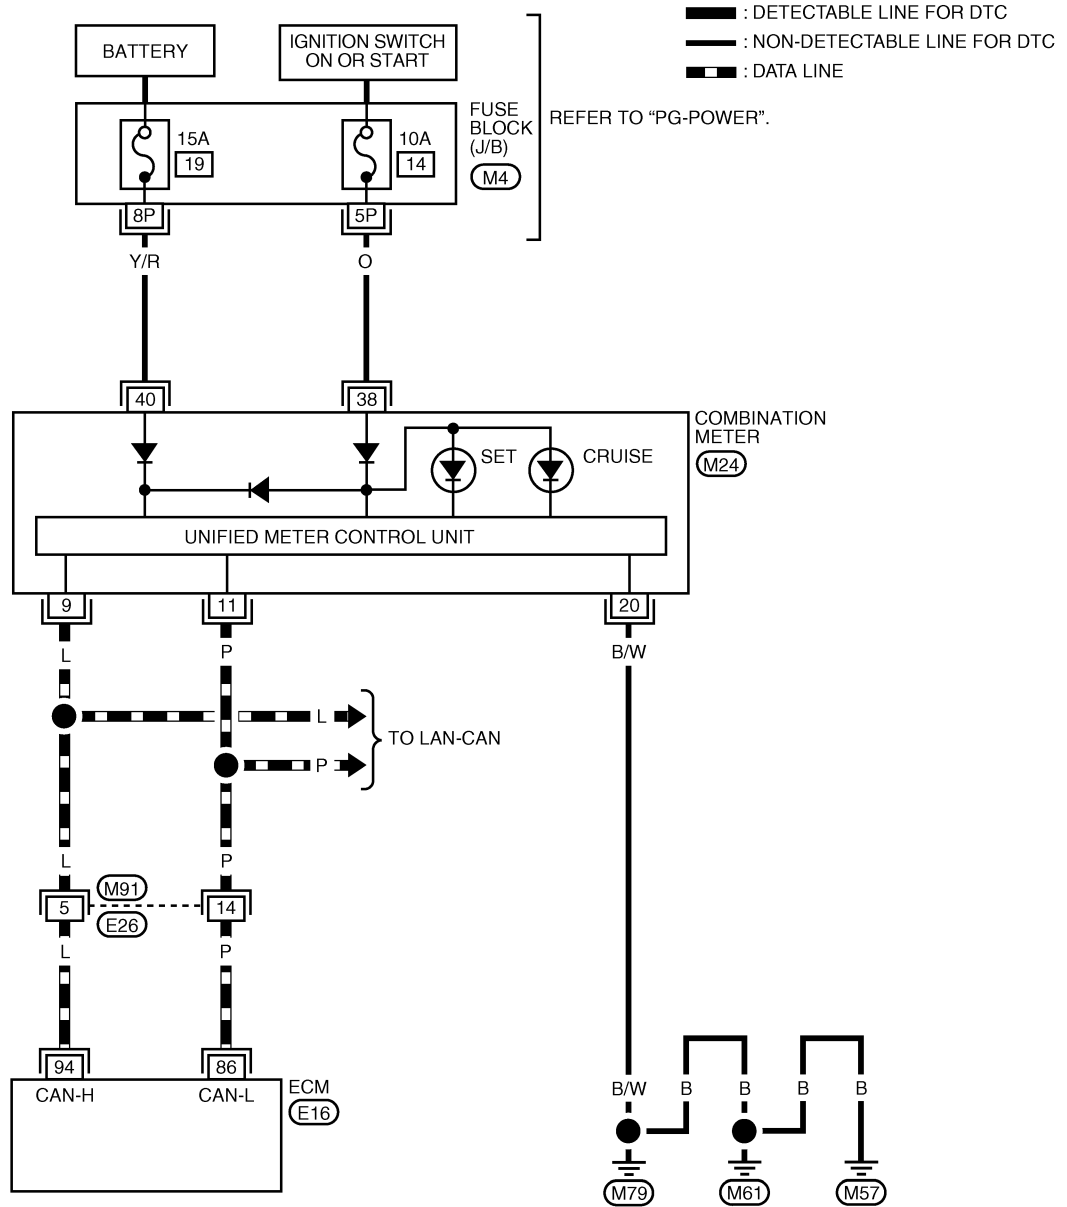 : DETECTABLE LINE FOR DTC
: NON-DETECTABLE LINE FOR DTC
: DATA LINE
BATTERY
IGNITION SWITCH
ON OR START
FUSE
BLOCK
(J/B)
M4
REFER TO “PG-POWER”.
15A
19
10A
14
8P
5P
Y/R
O
40
38
COMBINATION
METER
M24
SET
CRUISE
UNIFIED METER CONTROL UNIT
9
11
20
L
P
B/W
L
P
TO LAN-CAN
L
P
M91
5
14
E26
L
P
94
86
CAN-H
CAN-L
ECM
E16
B/W
B
B
B
B
M79
M61
M57